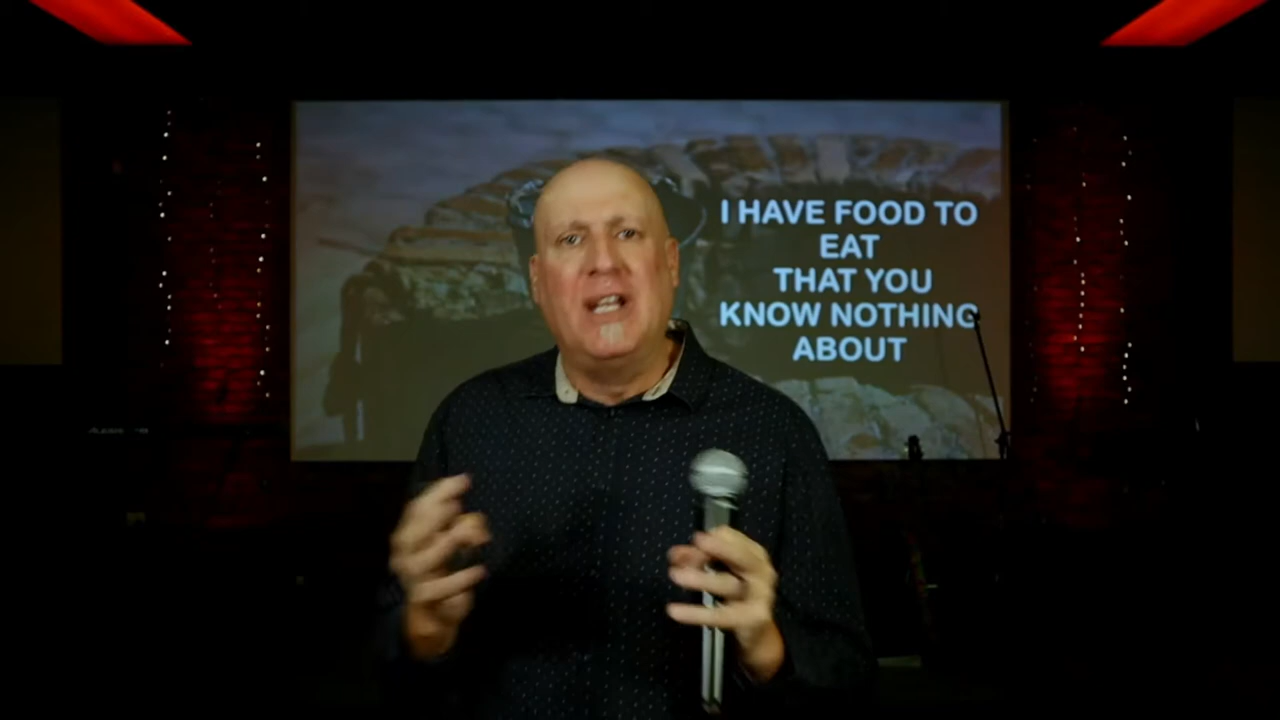 I HAVE FOOD TO
EAT
THAT YOU
KNOW NOTHING
ABOUT